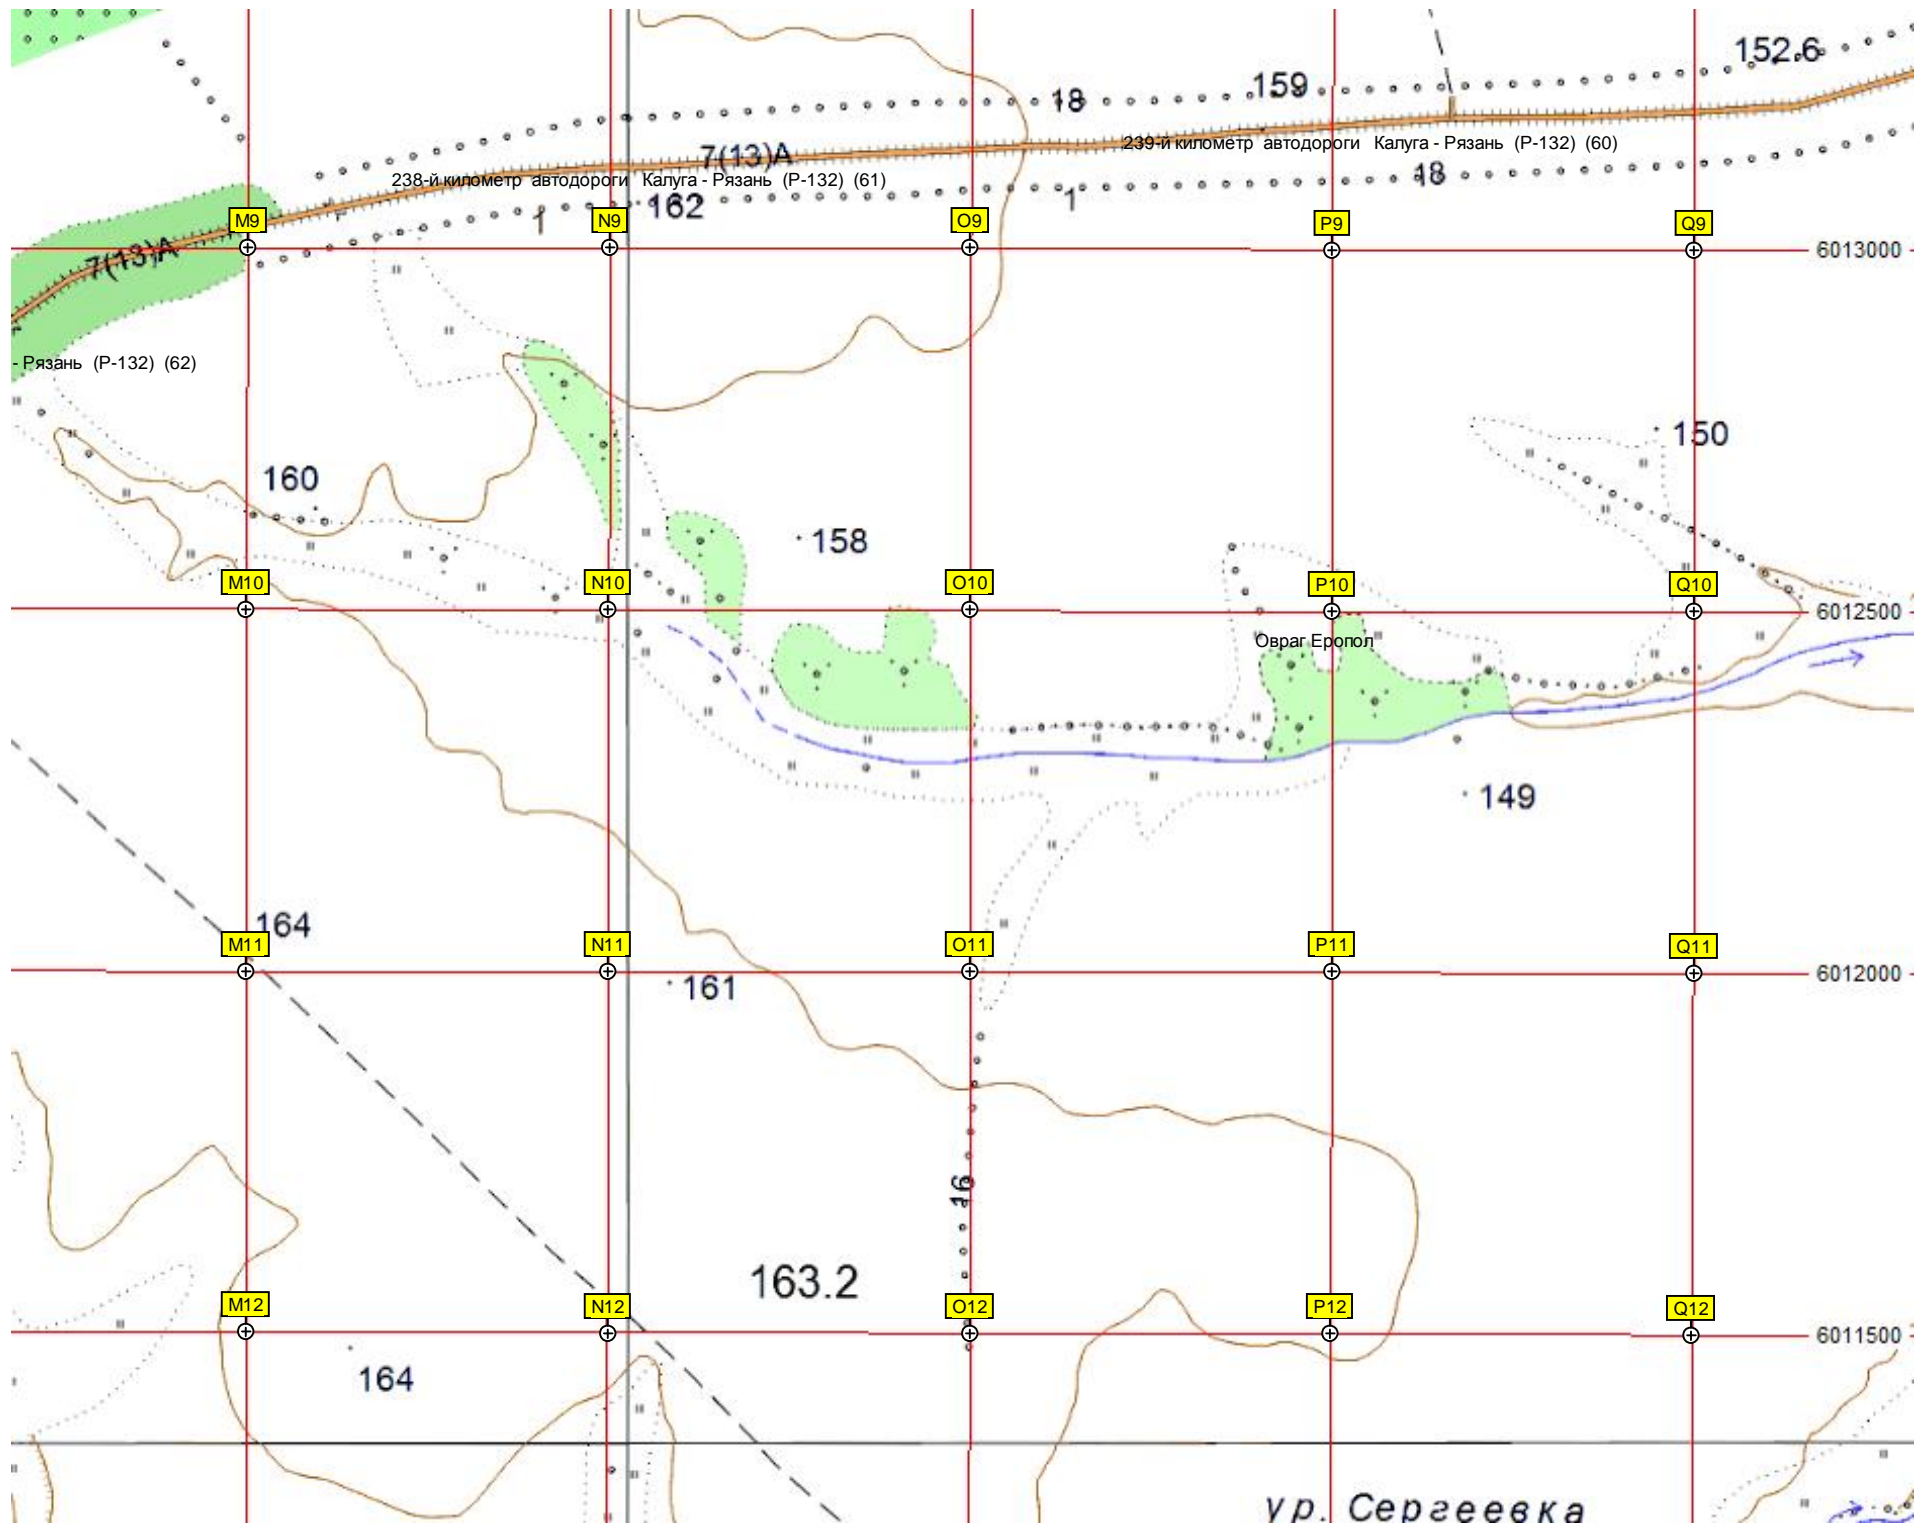 152.6
159
18
239-й километр автодороги Калуга - Рязань (Р-132) (60)
7(13)А
18
238-й километр автодороги Калуга - Рязань (Р-132) (61)
1
162
1
M9
N9
O9
P9
Q9
7(13)А
6013000
- Рязань (Р-132) (62)
150
160
158
M10
N10
O10
P10
Q10
6012500
Овраг Еропол
149
164
M11
N11
O11
P11
Q11
6012000
161
16
163.2
M12
N12
O12
P12
Q12
6011500
164
ур. Сергеевка